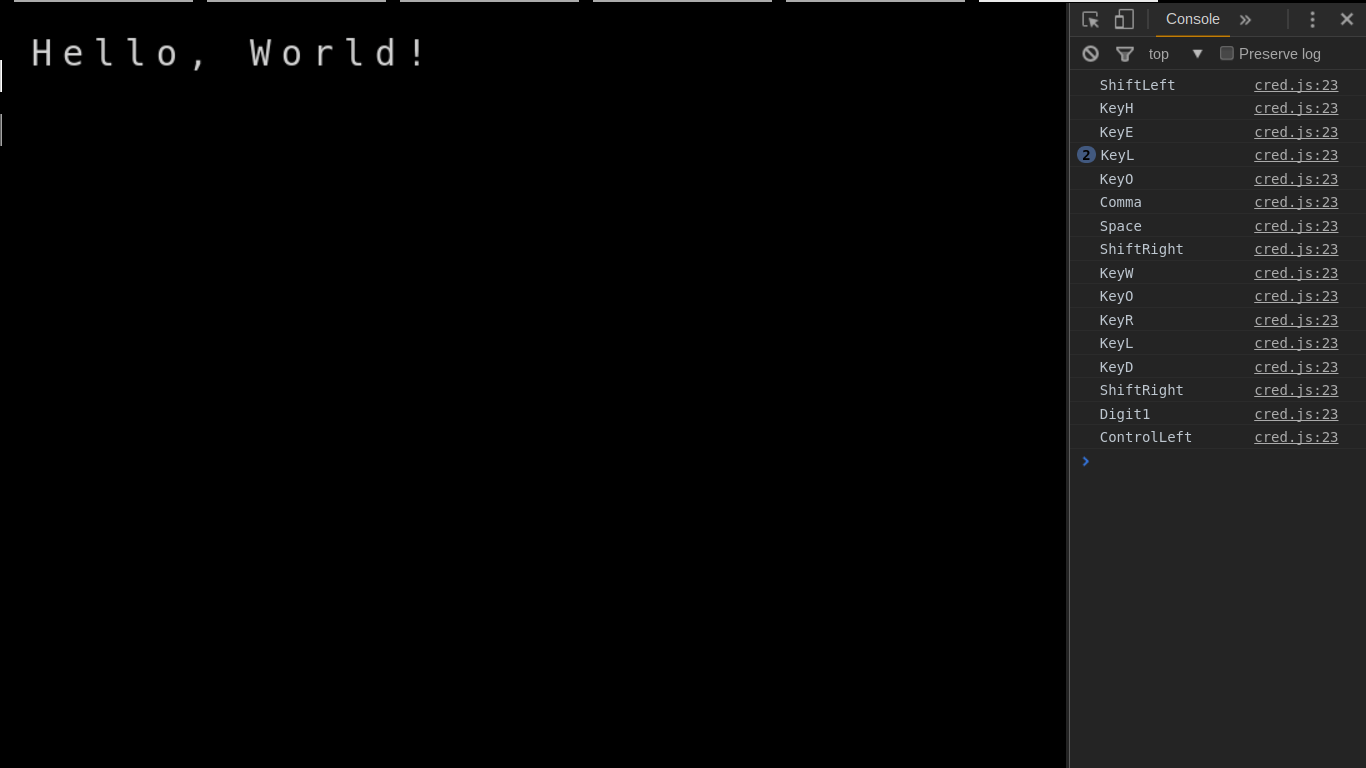 Hello, World!
Console »
top ▼ Preserve log
ShiftLeft cred.js:23
KeyH cred.js:23
KeyE cred.js:23
2 KeyL cred.js:23
KeyO cred.js:23
Comma cred.js:23
Space cred.js:23
ShiftRight cred.js:23
KeyW cred.js:23
KeyO cred.js:23
KeyR cred.js:23
KeyL cred.js:23
KeyD cred.js:23
ShiftRight cred.js:23
Digit1 cred.js:23
ControlLeft cred.js:23